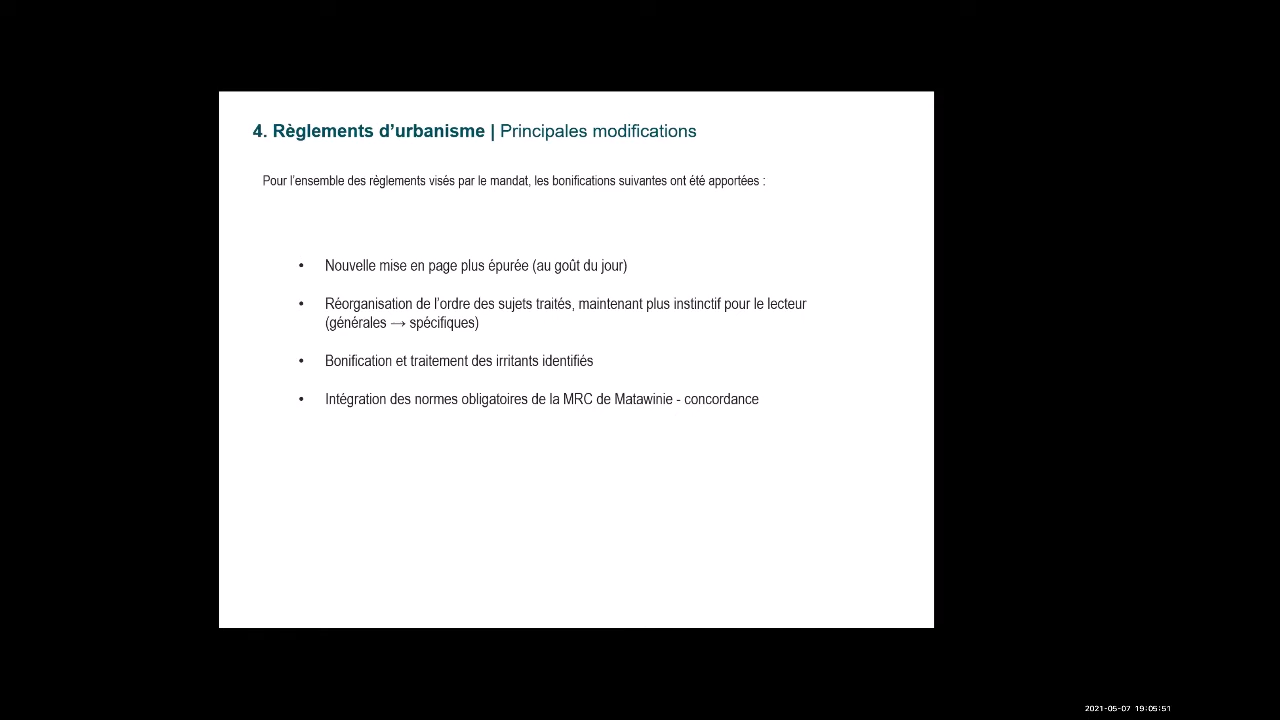 4. Règlements d’urbanisme | Principales modifications
Pour l’ensemble des règlements visés par le mandat, les bonifications suivantes ont été apportées :
• Nouvelle mise en page plus épurée (au goût du jour)
• Réorganisation de l’ordre des sujets traités, maintenant plus instinctif pour le lecteur
(générales → spécifiques)
• Bonification et traitement des irritants identifiés
• Intégration des normes obligatoires de la MRC de Matawinie - concordance
2021-05-07 19:05:51